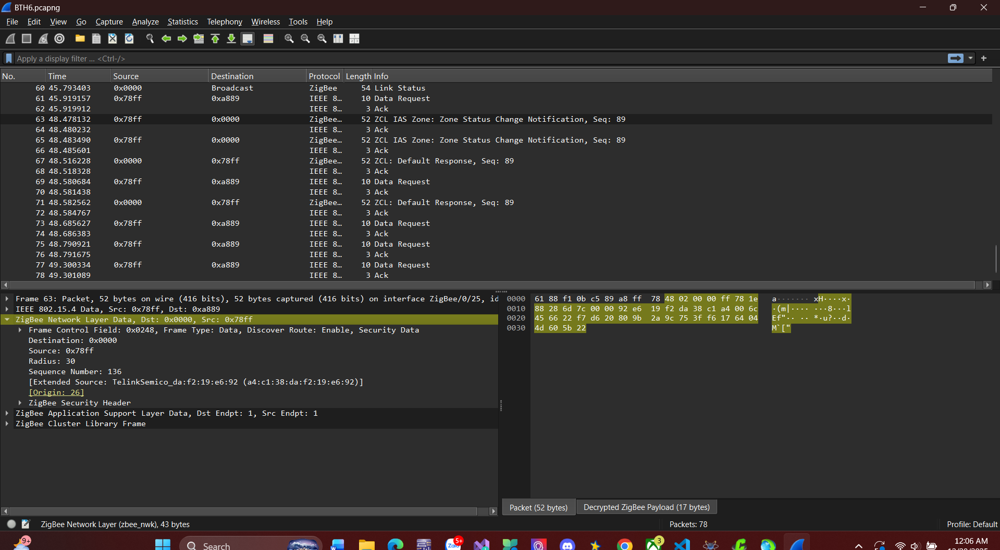 BTH6.pcapng
File Edit View Go Capture Analyze Statistics Telephony Wireless Tools Help
Apply a display filter ... <Ctrl-/>
No. Time Source Destination Protocol Length Info
60 45.793403 0x0000 Broadcast ZigBee 54 Link Status
61 45.919157 0x78ff 0xa889 IEEE 8… 10 Data Request
62 45.919912 IEEE 8… 3 Ack
63 48.478132 0x78ff 0x0000 ZigBee… 52 ZCL IAS Zone: Zone Status Change Notification, Seq: 89
64 48.480232 IEEE 8… 3 Ack
65 48.483490 0x78ff 0x0000 ZigBee… 52 ZCL IAS Zone: Zone Status Change Notification, Seq: 89
66 48.485601 IEEE 8… 3 Ack
67 48.516228 0x0000 0x78ff ZigBee… 52 ZCL: Default Response, Seq: 89
68 48.518328 IEEE 8… 3 Ack
69 48.580684 0x78ff 0xa889 IEEE 8… 10 Data Request
70 48.581438 IEEE 8… 3 Ack
71 48.582562 0x0000 0x78ff ZigBee… 52 ZCL: Default Response, Seq: 89
72 48.584767 IEEE 8… 3 Ack
73 48.685627 0x78ff 0xa889 IEEE 8… 10 Data Request
74 48.686383 IEEE 8… 3 Ack
75 48.790921 0x78ff 0xa889 IEEE 8… 10 Data Request
76 48.791675 IEEE 8… 3 Ack
77 49.300334 0x78ff 0xa889 IEEE 8… 10 Data Request
78 49.301089 IEEE 8… 3 Ack
Frame 63: Packet, 52 bytes on wire (416 bits), 52 bytes captured (416 bits) on interface ZigBee/0/25, id
IEEE 802.15.4 Data, Src: 0x78ff, Dst: 0xa889
ZigBee Network Layer Data, Dst: 0x0000, Src: 0x78ff
Frame Control Field: 0x0248, Frame Type: Data, Discover Route: Enable, Security Data
Destination: 0x0000
Source: 0x78ff
Radius: 30
Sequence Number: 136
[Extended Source: TelinkSemico_da:f2:19:e6:92 (a4:c1:38:da:f2:19:e6:92)]
[Origin: 26]
ZigBee Security Header
ZigBee Application Support Layer Data, Dst Endpt: 1, Src Endpt: 1
ZigBee Cluster Library Frame
0000 61 88 f1 0b c5 89 a8 ff 78 48 02 00 00 ff 78 1e a······· xH····x·
0010 88 28 6d 7c 00 00 92 e6 19 f2 da 38 c1 a4 00 6c ·(m|···· ···8···l
0020 45 66 22 f7 d6 20 80 9b 2a 9c 75 3f f6 17 64 04 Ef"·· ·· *·u?··d·
0030 4d 60 5b 22 M`["
Packet (52 bytes) Decrypted ZigBee Payload (17 bytes)
ZigBee Network Layer (zbee_nwk), 43 bytes
Packets: 78
Profile: Default
9+
Search
5+
3
12:06 AM